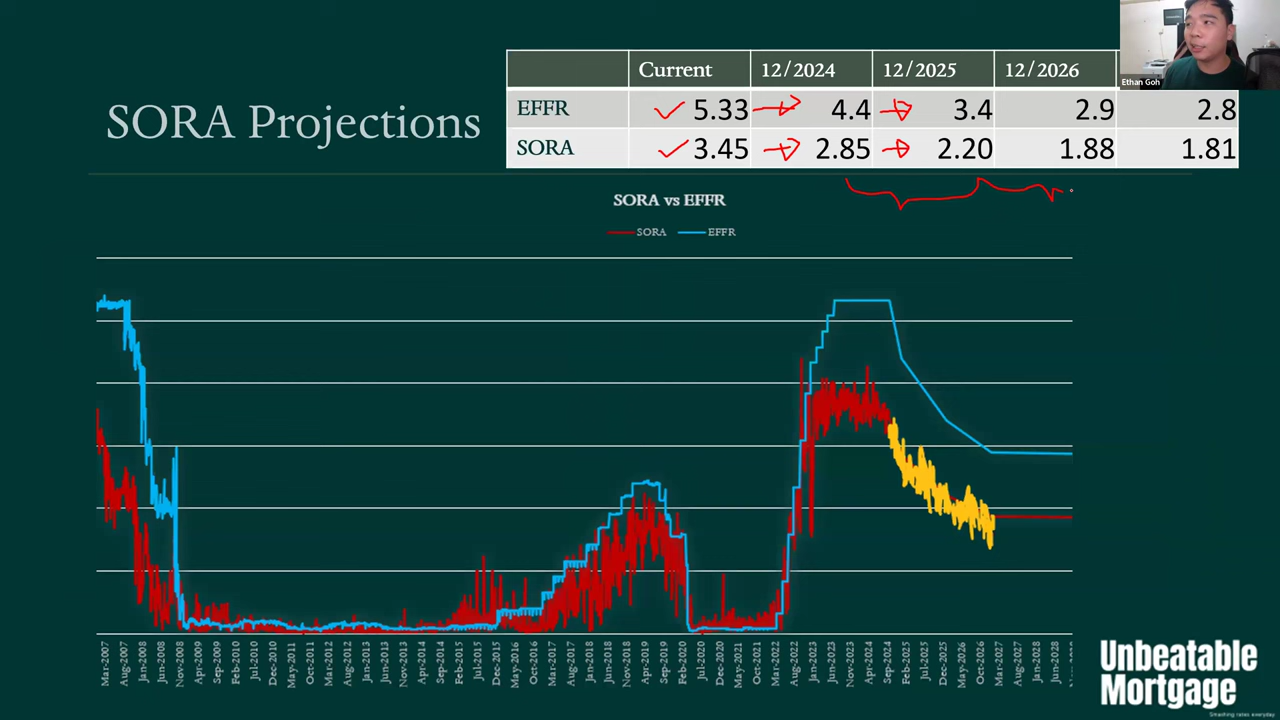 Ethan Goh
SORA Projections
Current 12/2024 12/2025 12/2026
EFFR 5.33 4.4 3.4 2.9 2.8
SORA 3.45 2.85 2.20 1.88 1.81
SORA vs EFFR
SORA EFFR
Mar-2007 Aug-2007 Jan-2008 Jun-2008 Nov-2008 Apr-2009 Sep-2009 Feb-2010 Jul-2010 Dec-2010 May-2011 Oct-2011 Mar-2012 Aug-2012 Jan-2013 Jun-2013 Nov-2013 Apr-2014 Sep-2014 Feb-2015 Jul-2015 Dec-2015 May-2016 Oct-2016 Mar-2017 Aug-2017 Jan-2018 Jun-2018 Nov-2018 Apr-2019 Sep-2019 Feb-2020 Jul-2020 Dec-2020 May-2021 Oct-2021 Mar-2022 Aug-2022 Jan-2023 Jun-2023 Nov-2023 Apr-2024 Sep-2024 Feb-2025 Jul-2025 Dec-2025 May-2026 Oct-2026 Mar-2027 Aug-2027 Jan-2028 Jun-2028
Unbeatable
Mortgage
Smashing rates everyday